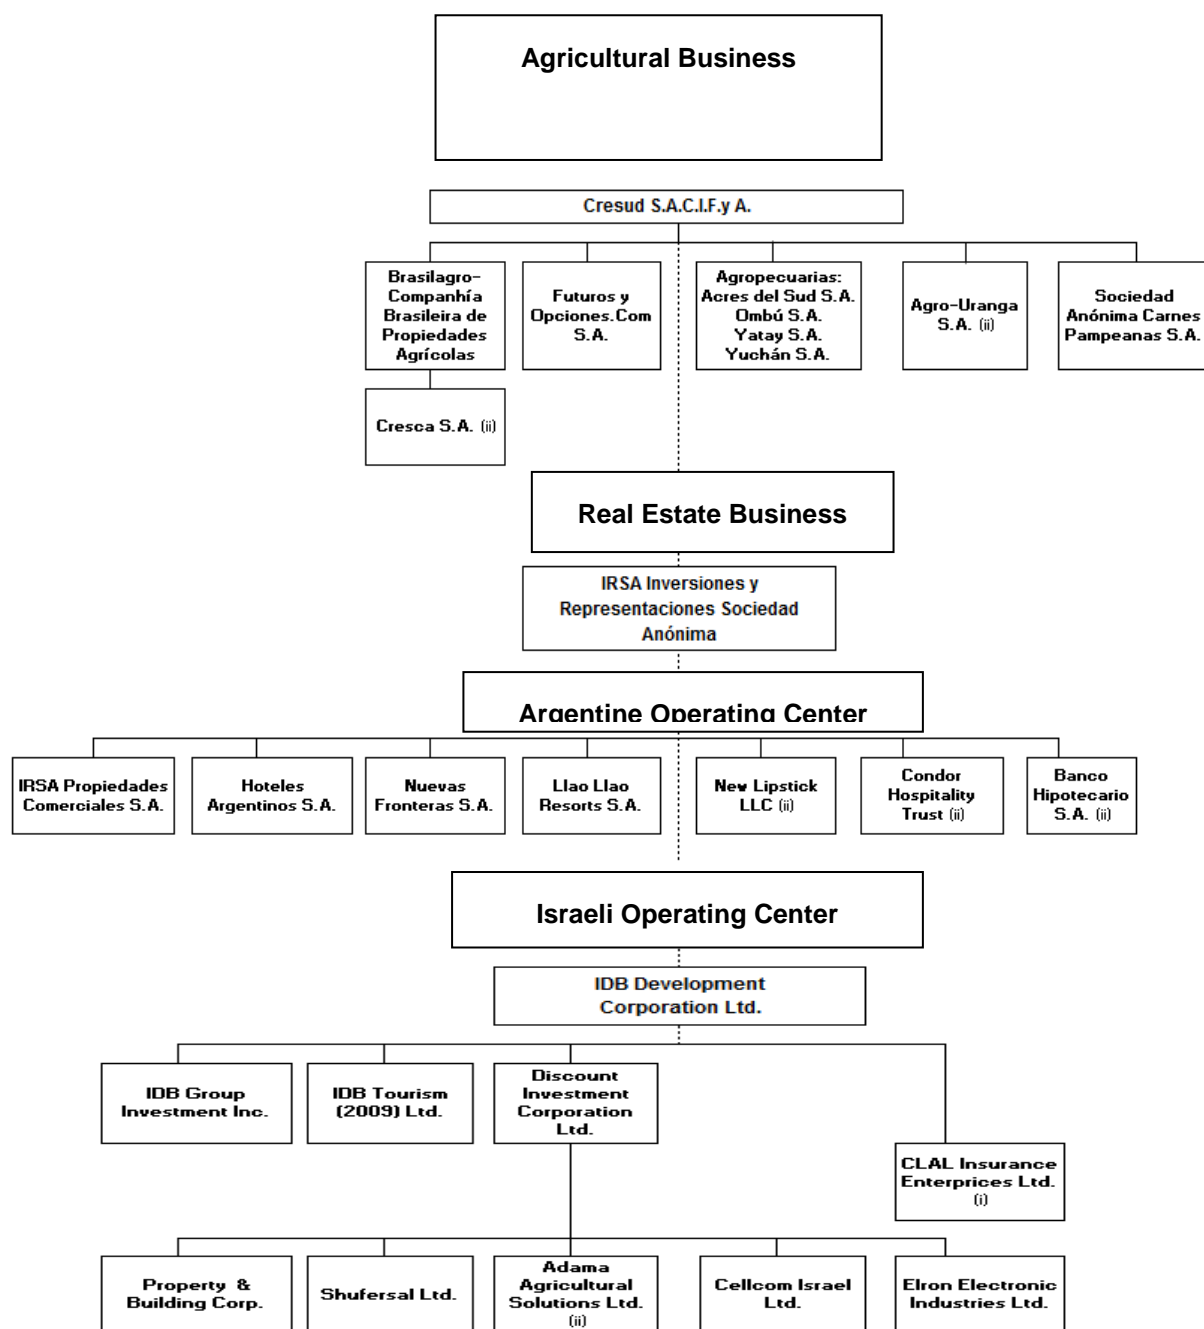 Agricultural Business
Cresud S.A.C.I.F.y A.
Brasilagro-
Companhía
Brasileira de
Propiedades
Agrícolas
Futuros y
Opciones.Com
S.A.
Agropecuarias:
Acres del Sud S.A.
Ombú S.A.
Yatay S.A.
Yuchán S.A.
Agro-Uranga
S.A. (ii)
Sociedad
Anónima Carnes
Pampeanas S.A.
Cresca S.A. (ii)
Real Estate Business
IRSA Inversiones y
Representaciones Sociedad
Anónima
Argentine Operating Center
IRSA Propiedades
Comerciales S.A.
Hoteles
Argentinos S.A.
Nuevas
Fronteras S.A.
Llao Llao
Resorts S.A.
New Lipstick
LLC (ii)
Condor
Hospitality
Trust (ii)
Banco
Hipotecario
S.A. (ii)
Israeli Operating Center
IDB Development
Corporation Ltd.
IDB Group
Investment Inc.
IDB Tourism
(2009) Ltd.
Discount
Investment
Corporation
Ltd.
CLAL Insurance
Enterprices Ltd.
(i)
Property & 
Building Corp.
Shufersal Ltd.
Adama
Agricultural
Solutions Ltd.
(ii)
Cellcom Israel
Ltd.
Elron Electronic
Industries Ltd.